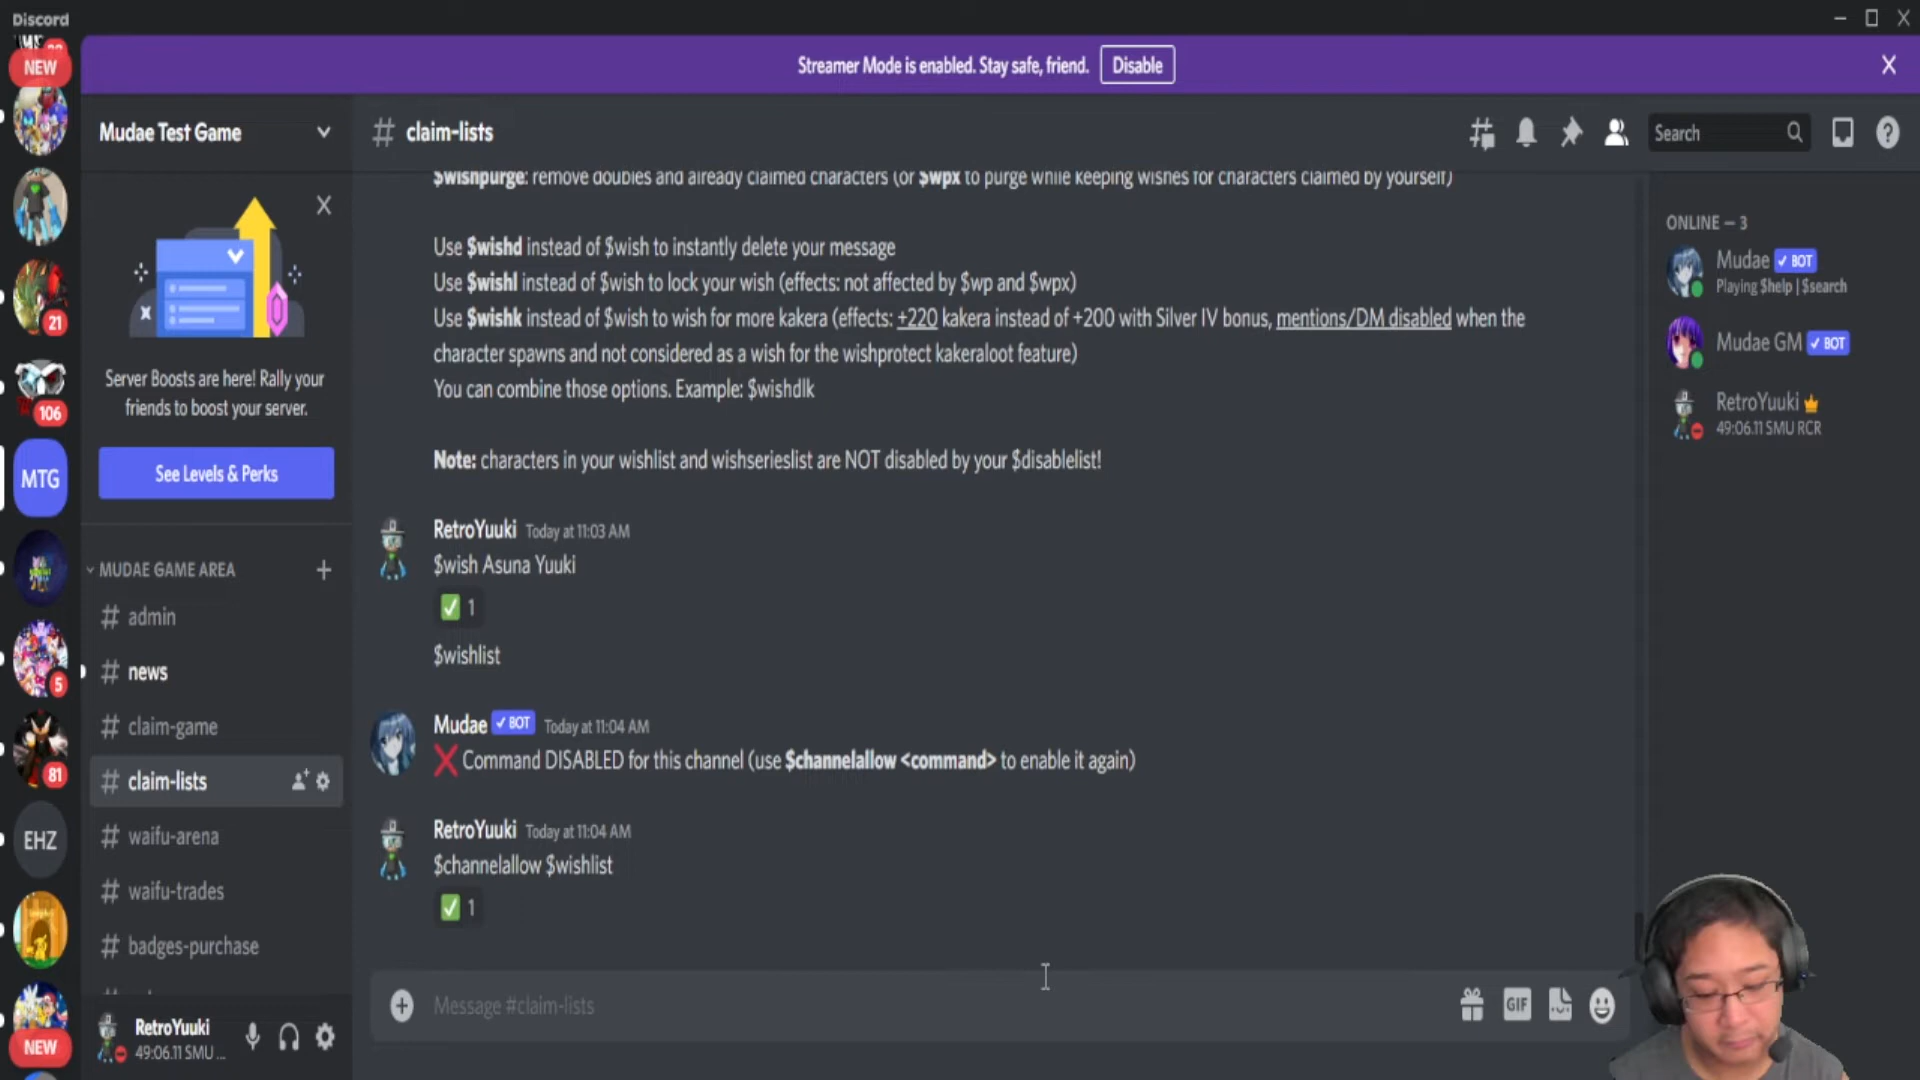 Discord
NEW
Streamer Mode is enabled. Stay safe, friend.
Disable
X
Mudae Test Game
# claim-lists
Search
$wishpurge: remove doubles and already claimed characters (or $wpx to purge while keeping wishes for characters claimed by yourself)
Use $wishd instead of $wish to instantly delete your message
Use $wishl instead of $wish to lock your wish (effects: not affected by $wp and $wpx)
Use $wishk instead of $wish to wish for more kakera (effects: +220 kakera instead of +200 with Silver IV bonus, mentions/DM disabled when the
character spawns and not considered as a wish for the wishprotect kakeraloot feature)
You can combine those options. Example: $wishdlk
Note: characters in your wishlist and wishserieslist are NOT disabled by your $disablelist!
RetroYuuki Today at 11:03 AM
$wish Asuna Yuuki
1
$wishlist
Mudae BOT Today at 11:04 AM
Command DISABLED for this channel (use $channelallow <command> to enable it again)
RetroYuuki Today at 11:04 AM
$channelallow $wishlist
1
Message #claim-lists
GIF
Server Boosts are here! Rally your
friends to boost your server.
See Levels & Perks
MUDAE GAME AREA
# admin
# news
# claim-game
# claim-lists
# waifu-arena
# waifu-trades
# badges-purchase
RetroYuuki
49:06.11 SMU ...
21
106
MTG
5
81
EHZ
NEW
ONLINE — 3
Mudae BOT
Playing $help | $search
Mudae GM BOT
RetroYuuki
49:06.11 SMU RCR